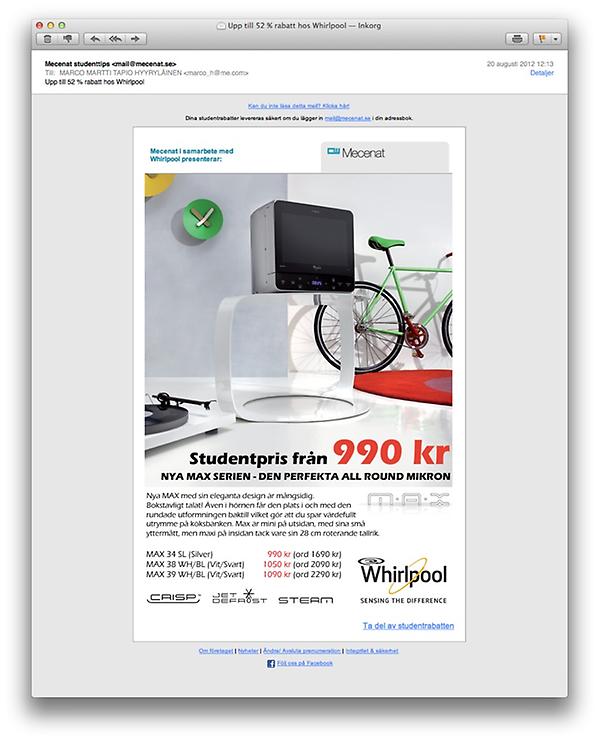 Upp till 52 % rabatt hos Whirlpool — Inkorg
Mecenat studenttips <mail@mecenat.se>
20 augusti 2012 12:13
Till: MARCO MARTTI TAPIO HYYRYLÄINEN <marco_h@me.com>
Detaljer
Upp till 52 % rabatt hos Whirlpool
Kan du inte läsa detta mail? Klicka här!
Dina studentrabatter levereras säkert om du lägger in mail@mecenat.se i din adressbok.
Mecenat i samarbete med
Whirlpool presenterar:
Mecenat
Studentpris från 990 kr
NYA MAX SERIEN - DEN PERFEKTA ALL ROUND MIKRON
Nya MAX med sin eleganta design är mångsidig.
Bokstavligt talat! Även i hörnen får den plats i och med den
rundade utformningen baktill vilket gör att du spar värdefullt
utrymme på köksbänken. Max är mini på utsidan, med sina små
yttermått, men maxi på insidan tack vare sin 28 cm roterande tallrik.
M·A·X
MAX 34 SL (Silver) 990 kr (ord 1690 kr)
MAX 38 WH/BL (Vit/Svart) 1050 kr (ord 2090 kr)
MAX 39 WH/BL (Vit/Svart) 1090 kr (ord 2290 kr)
Whirlpool
SENSING THE DIFFERENCE
CRISP JET DEFROST STEAM
Ta del av studentrabatten
Om företaget | Nyheter | Ändra/ Avsluta prenumeration | Integritet & säkerhet
Följ oss på Facebook